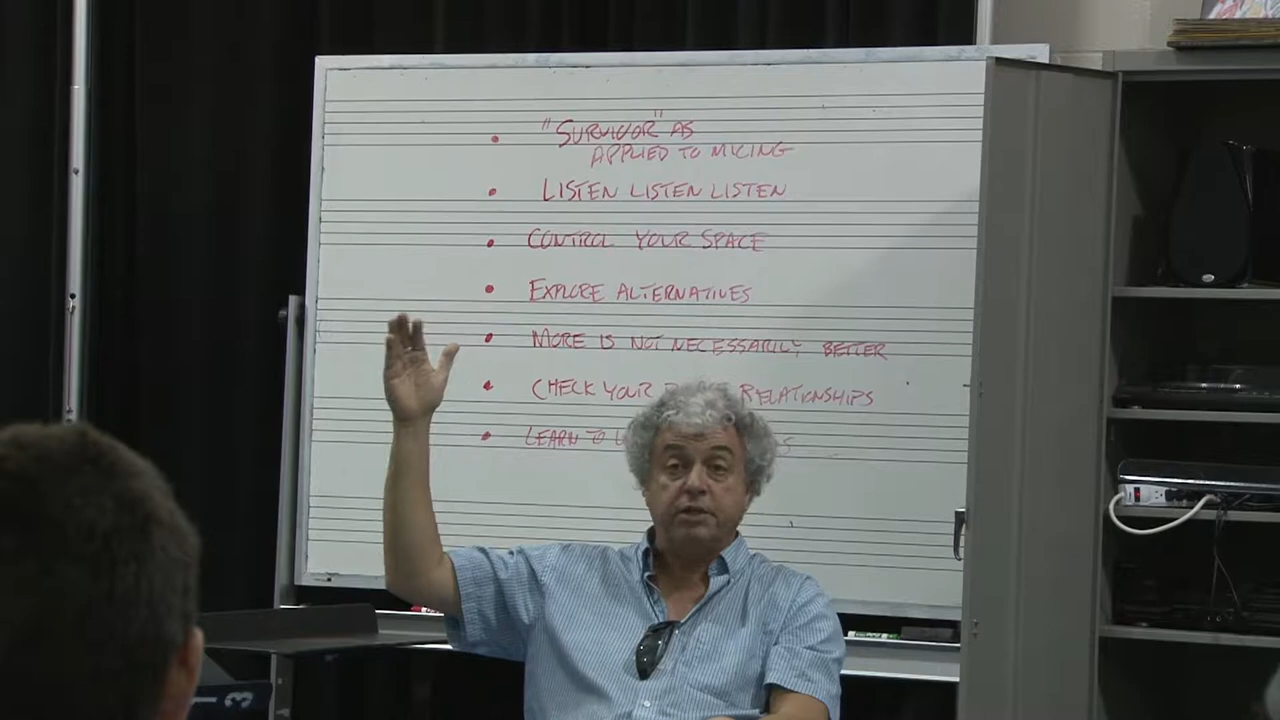 • "SURVIVOR" AS
APPLIED TO MICING
• LISTEN LISTEN LISTEN
• CONTROL YOUR SPACE
• EXPLORE ALTERNATIVES
• MORE IS NOT NECESSARILY BETTER
• CHECK YOUR RELATIONSHIPS
• LEARN TO
3